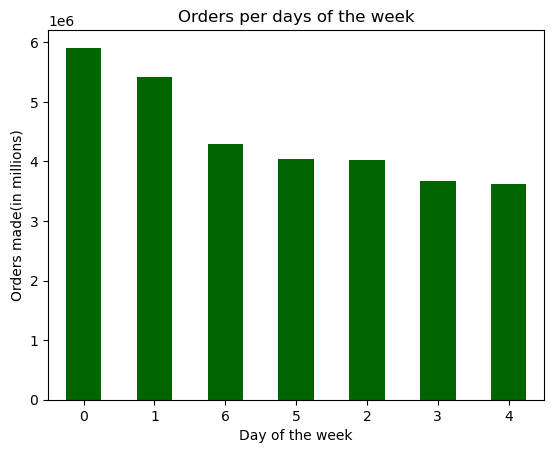 Orders per days of the week
1e6
6
5
4
3
2
1
0
Orders made(in millions)
0 1 6 5 2 3 4
Day of the week